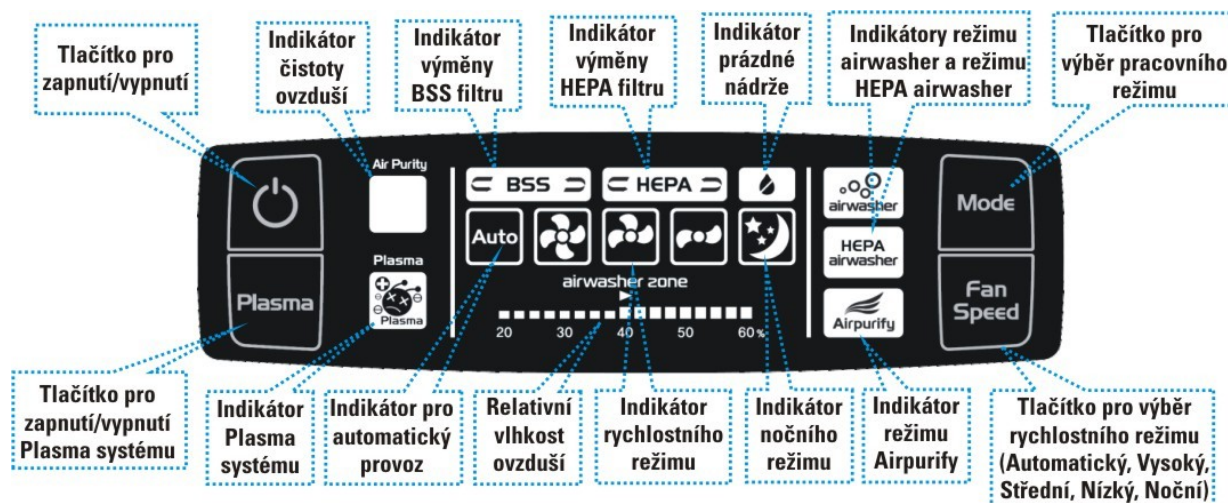 Tlačítko pro
zapnutí/vypnutí
Indikátor
čistoty
ovzduší
Indikátor
výměny
BSS filtru
Indikátor
výměny
HEPA filtru
Indikátor
prázdné
nádrže
Indikátory režimu
airwasher a režimu
HEPA airwasher
Tlačítko pro
výběr pracovního
režimu
Air Purity
BSS
HEPA
airwasher
Mode
Auto
HEPA
airwasher
Plasma
Plasma
Plasma
airwasher zone
20 30 40 50 60 %
Airpurify
Fan
Speed
Tlačítko pro
zapnutí/vypnutí
Plasma systému
Indikátor
Plasma
systému
Indikátor pro
automatický
provoz
Relativní
vlhkost
ovzduší
Indikátor
rychlostního
režimu
Indikátor
nočního
režimu
Indikátor
režimu
Airpurify
Tlačítko pro výběr
rychlostního režimu
(Automatický, Vysoký,
Střední, Nízký, Noční)